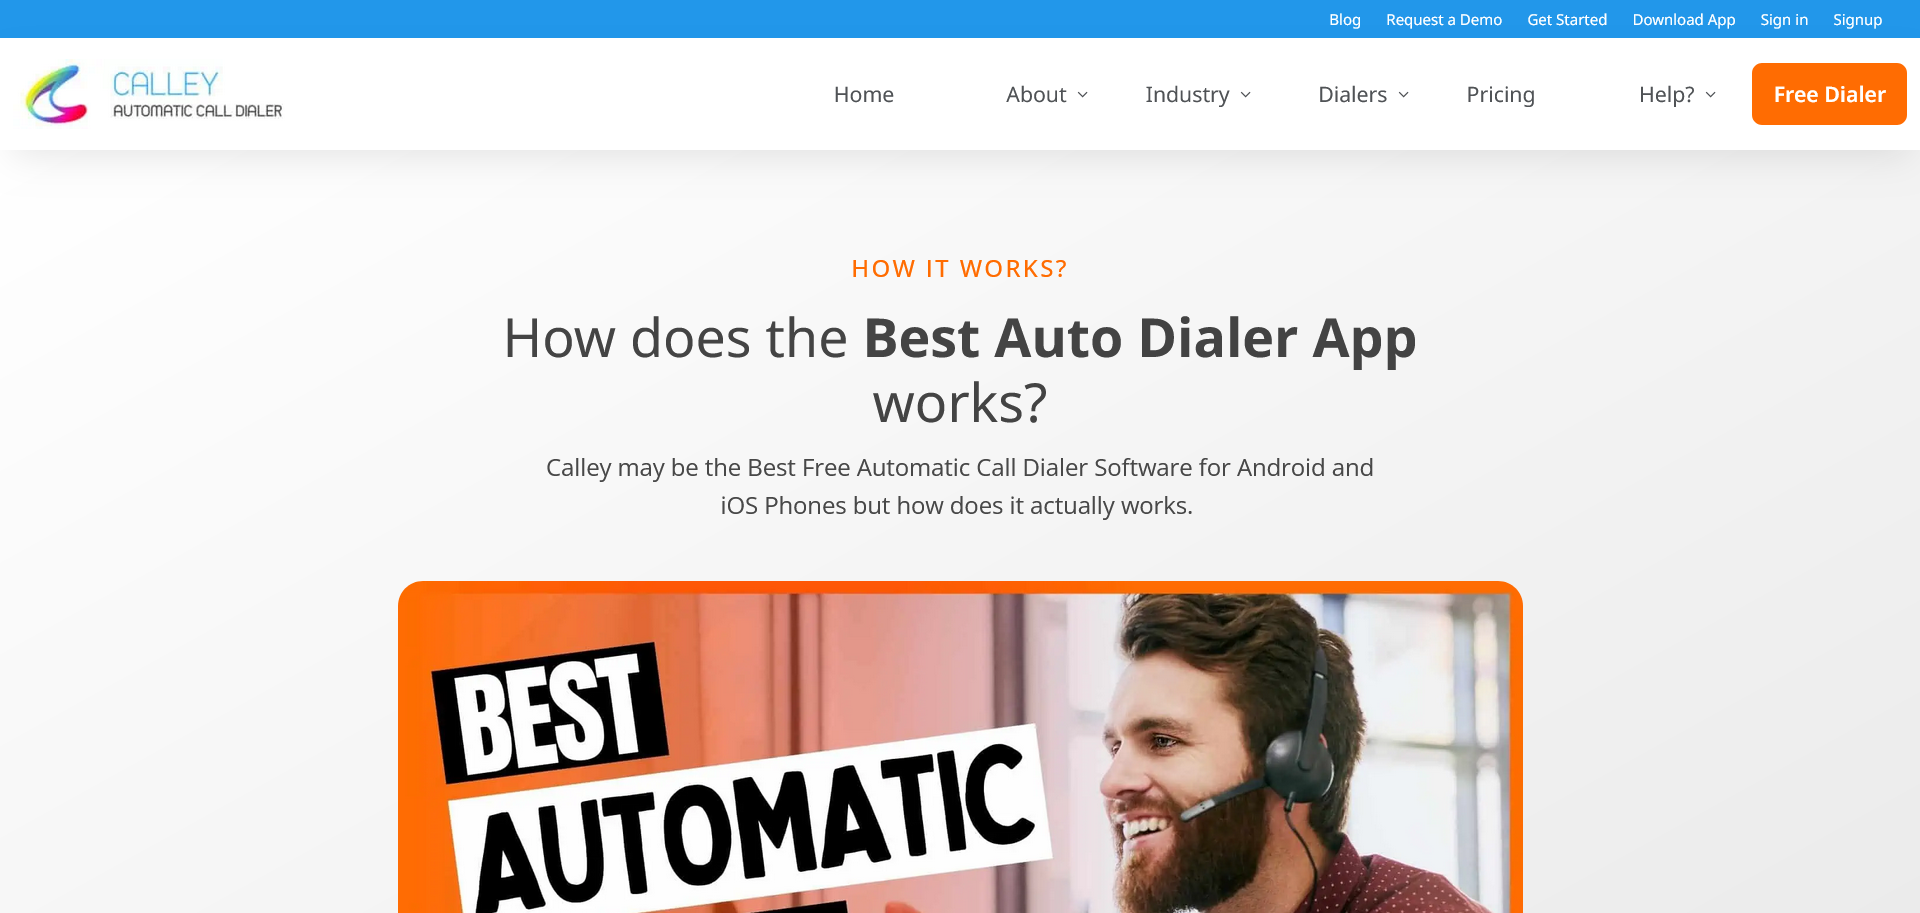 Blog Request a Demo Get Started Download App Sign in Signup
CALLEY
AUTOMATIC CALL DIALER
Home About Industry Dialers Pricing Help? Free Dialer
HOW IT WORKS?
How does the Best Auto Dialer App
works?
Calley may be the Best Free Automatic Call Dialer Software for Android and
iOS Phones but how does it actually works.
BEST
AUTOMATIC